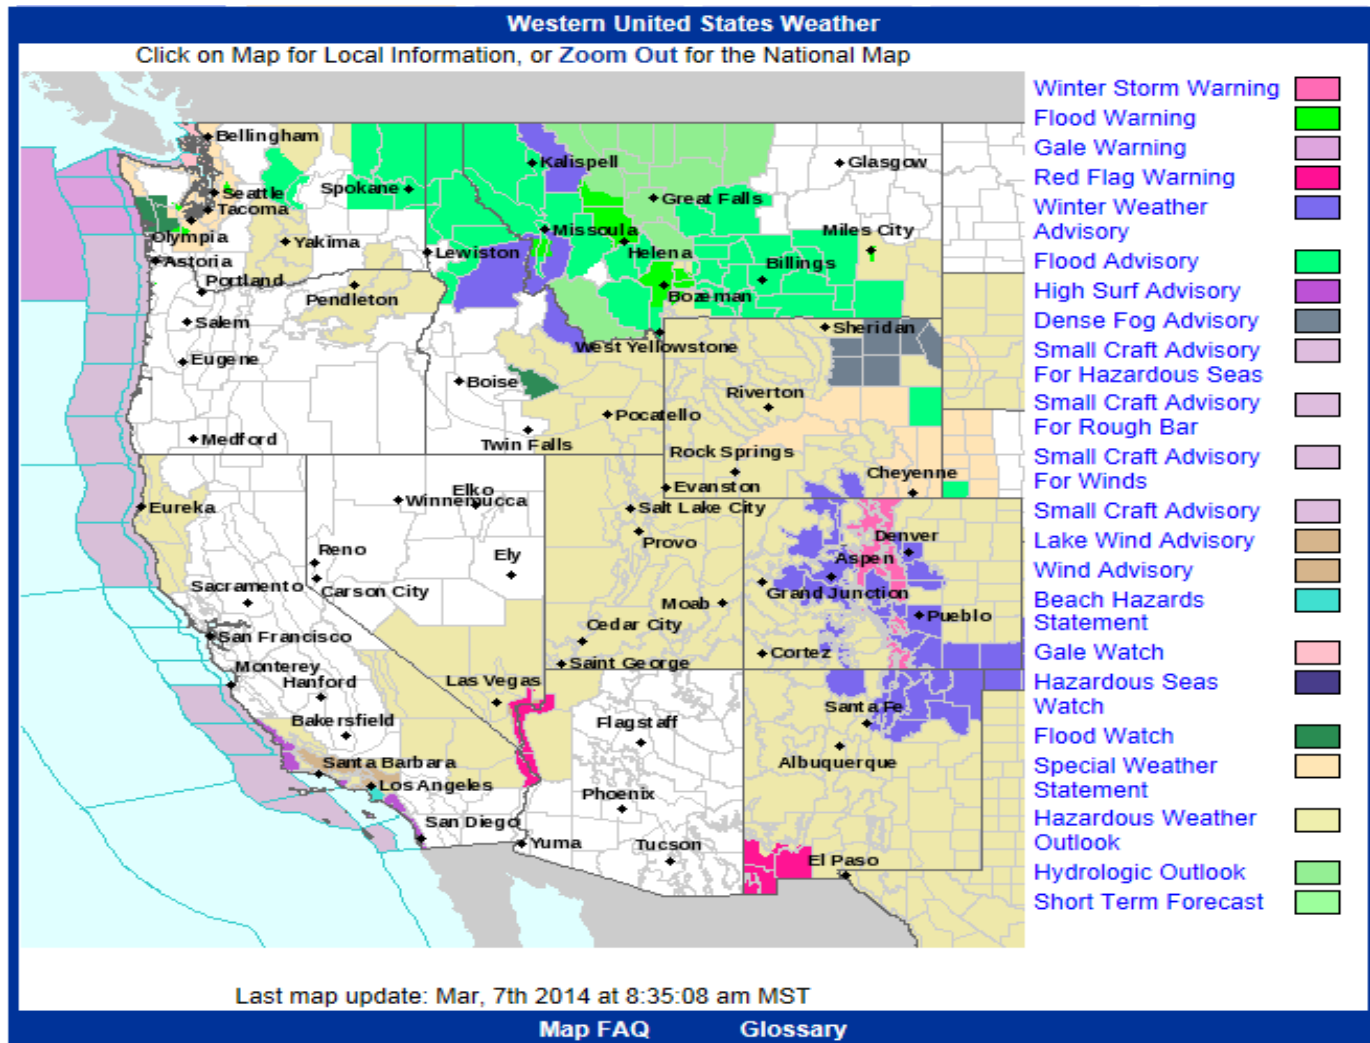 Western United States Weather
Click on Map for Local Information, or Zoom Out for the National Map
Bellingham
Kalispell
Glasgow
Spokane
Seattle
Great Falls
Tacoma
Olympia
Yakima
Missoula
Miles City
Astoria
Lewiston
Helena
Billings
Portland
Pendleton
Bozeman
Salem
Sheridan
Eugene
West Yellowstone
Boise
Riverton
Pocatello
Medford
Twin Falls
Rock Springs
Cheyenne
Evanston
Elko
Winnemucca
Eureka
Salt Lake City
Provo
Denver
Reno
Ely
Aspen
Sacramento
Carson City
Grand Junction
Moab
Pueblo
San Francisco
Cedar City
Cortez
Monterey
Saint George
Hanford
Las Vegas
Bakersfield
Flagstaff
Santa Fe
Santa Barbara
Albuquerque
Los Angeles
Phoenix
San Diego
Yuma
Tucson
El Paso
Winter Storm Warning
Flood Warning
Gale Warning
Red Flag Warning
Winter Weather
Advisory
Flood Advisory
High Surf Advisory
Dense Fog Advisory
Small Craft Advisory
For Hazardous Seas
Small Craft Advisory
For Rough Bar
Small Craft Advisory
For Winds
Small Craft Advisory
Lake Wind Advisory
Wind Advisory
Beach Hazards
Statement
Gale Watch
Hazardous Seas
Watch
Flood Watch
Special Weather
Statement
Hazardous Weather
Outlook
Hydrologic Outlook
Short Term Forecast
Last map update: Mar, 7th 2014 at 8:35:08 am MST
Map FAQ Glossary